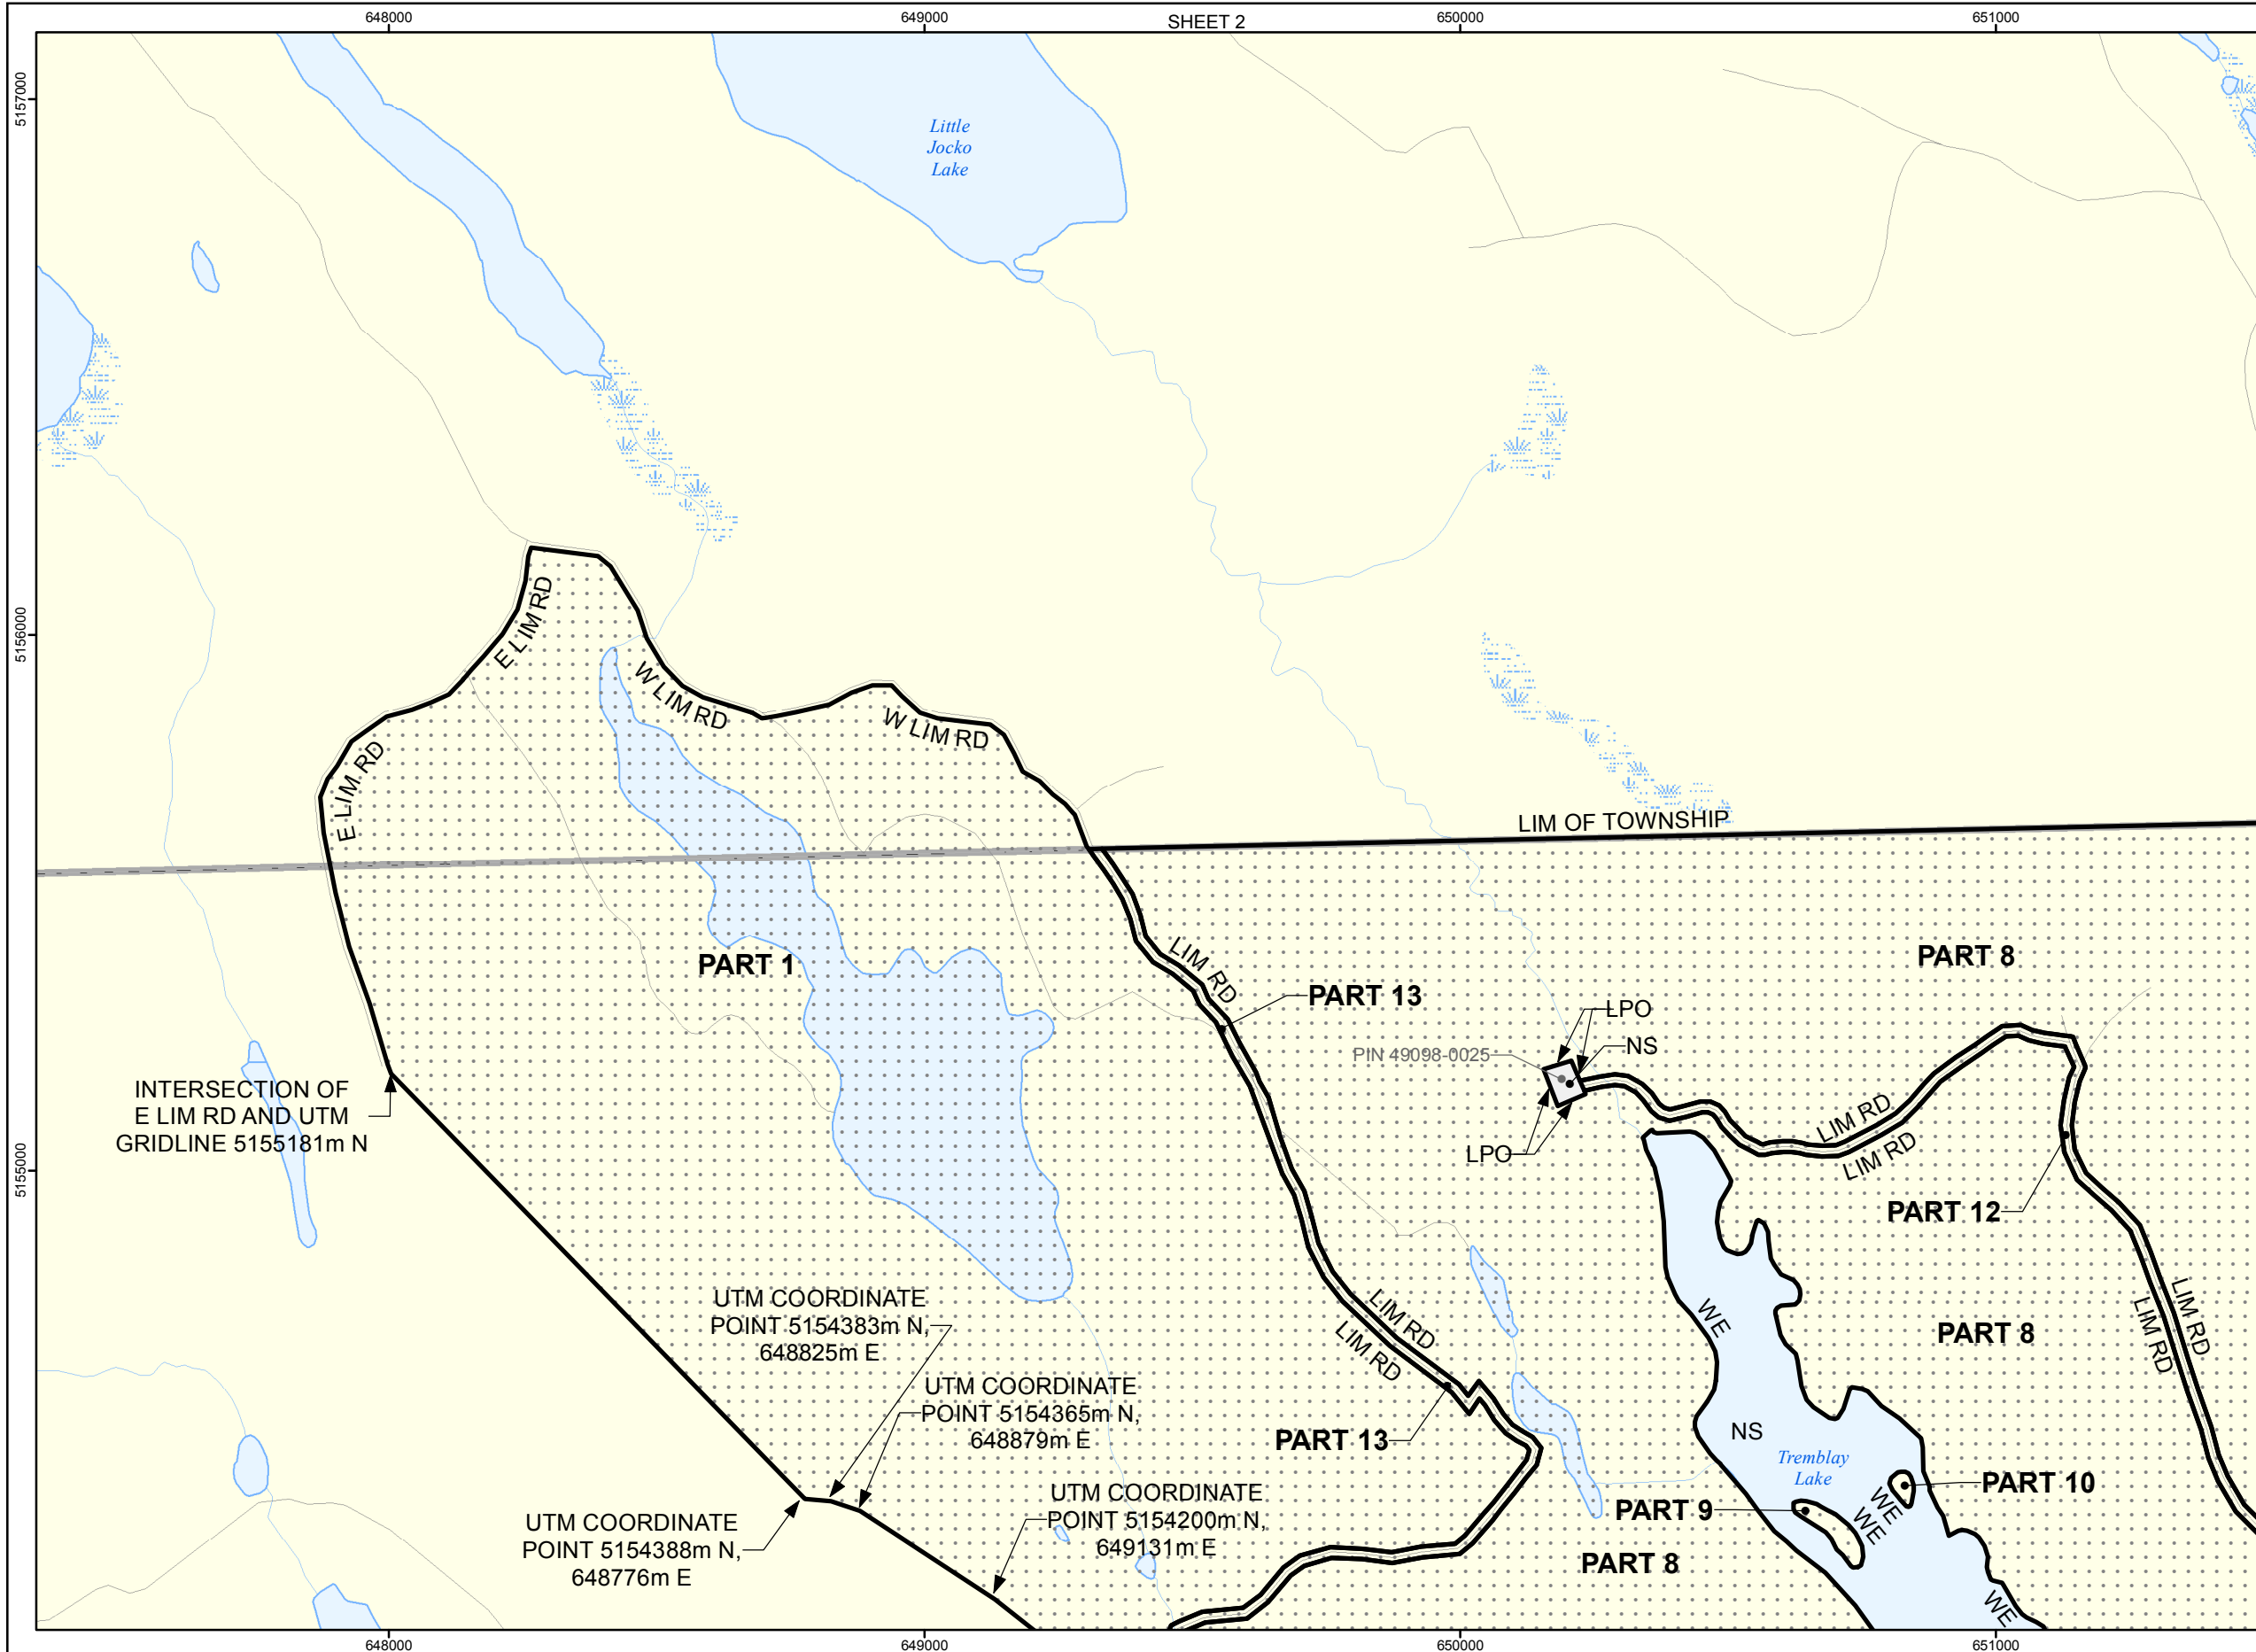 648000
649000
SHEET 2
650000
651000
5157000
Little
Jocko
Lake
5156000
E LIM RD
W LIM RD
W LIM RD
E LIM RD
LIM OF TOWNSHIP
PART 1
LIM RD
PART 13
PART 8
LPO
NS
PIN 49098-0025
INTERSECTION OF
E LIM RD AND UTM
GRIDLINE 5155181m N
LIM RD
LIM RD
LPO
5155000
PART 12
UTM COORDINATE
POINT 5154383m N,
648825m E
LIM RD
LIM RD
WE
LIM RD
LIM RD
PART 8
UTM COORDINATE
POINT 5154365m N,
648879m E
PART 13
NS
Tremblay
Lake
PART 10
UTM COORDINATE
POINT 5154200m N,
649131m E
PART 9
WE
WE
UTM COORDINATE
POINT 5154388m N,
648776m E
PART 8
WE
648000
649000
650000
651000